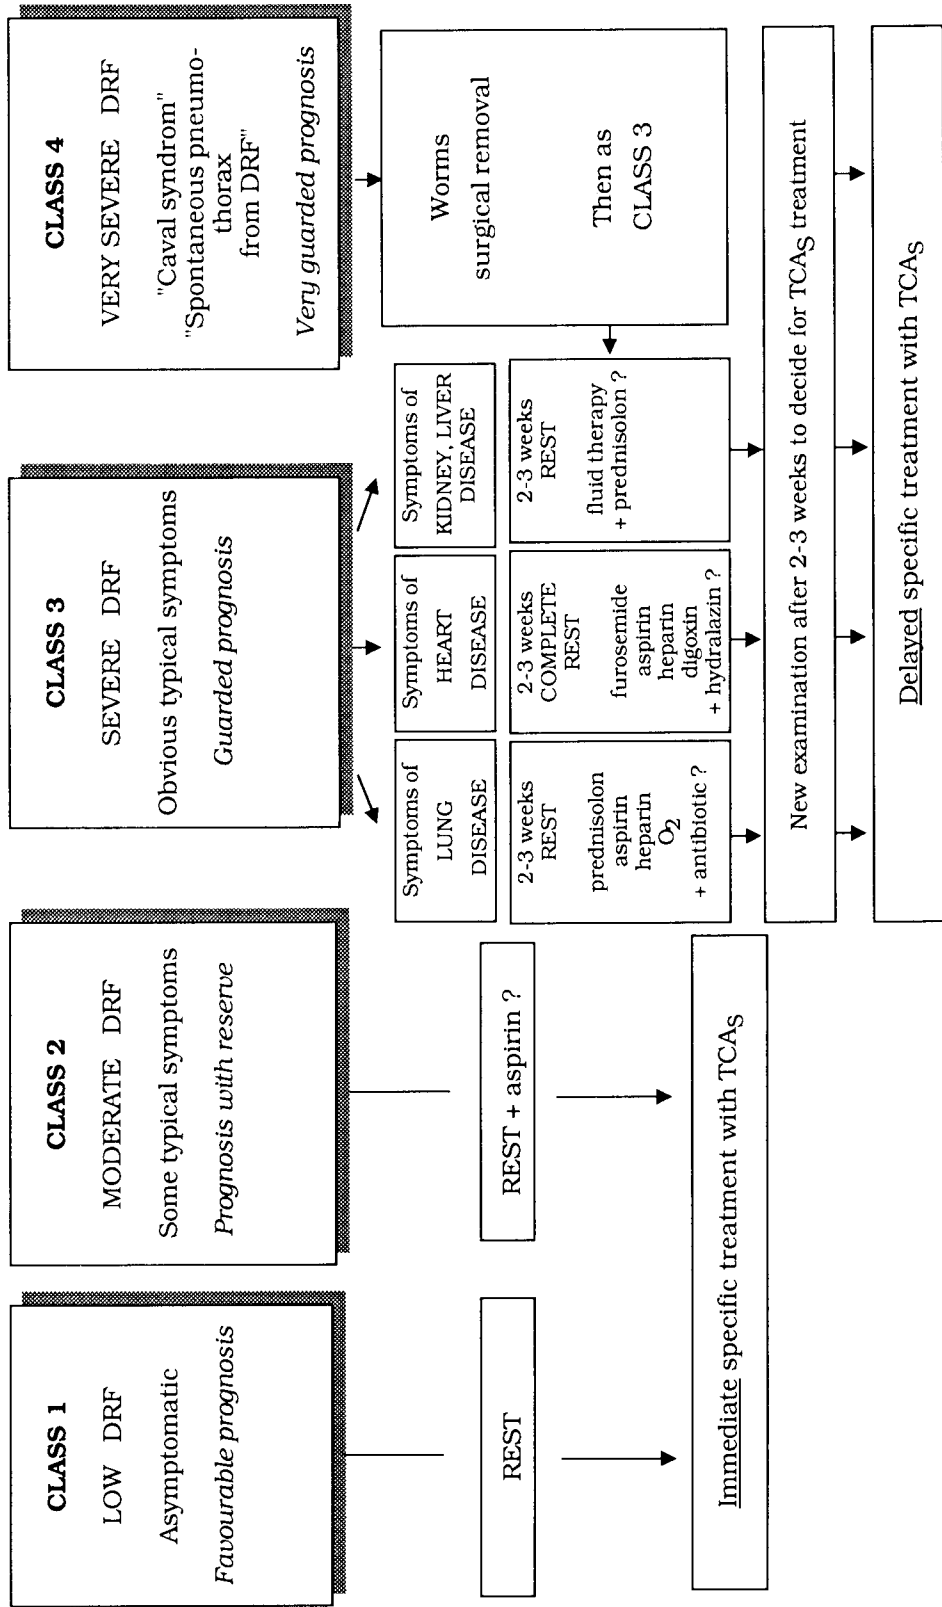 CLASS 1
LOW DRF
Asymptomatic
Favourable prognosis
REST
CLASS 2
MODERATE DRF
Some typical symptoms
Prognosis with reserve
REST + aspirin ?
Immediate specific treatment with TCAS
CLASS 3
SEVERE DRF
Obvious typical symptoms
Guarded prognosis
Symptoms of
LUNG
DISEASE
2-3 weeks
REST
prednisolon
aspirin
heparin
O2
+ antibiotic ?
Symptoms of
HEART
DISEASE
2-3 weeks
COMPLETE
REST
furosemide
aspirin
heparin
digoxin
+ hydralazin ?
Symptoms of
KIDNEY, LIVER
DISEASE
2-3 weeks
REST
fluid therapy
+ prednisolon ?
CLASS 4
VERY SEVERE DRF
"Caval syndrom"
"Spontaneous pneumo-
thorax
from DRF"
Very guarded prognosis
Worms
surgical removal
Then as
CLASS 3
New examination after 2-3 weeks to decide for TCAS treatment
Delayed specific treatment with TCAS